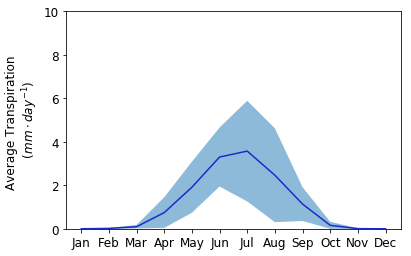 Average Transpiration
(mm · day⁻¹)
10
8
6
4
2
0
Jan Feb Mar Apr May Jun Jul Aug Sep Oct Nov Dec